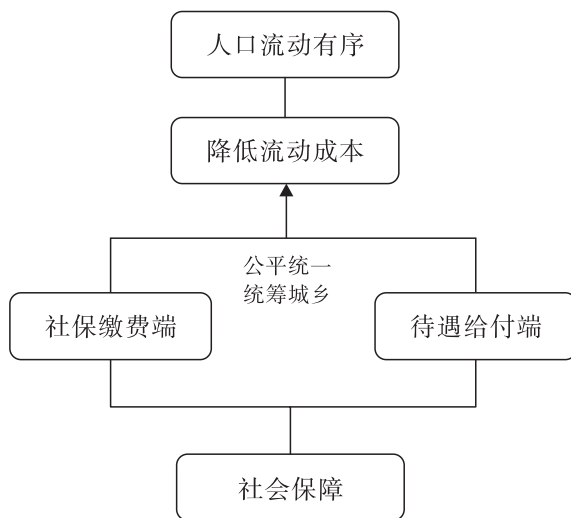 人口流动有序
降低流动成本
公平统一
统筹城乡
社保缴费端
待遇给付端
社会保障